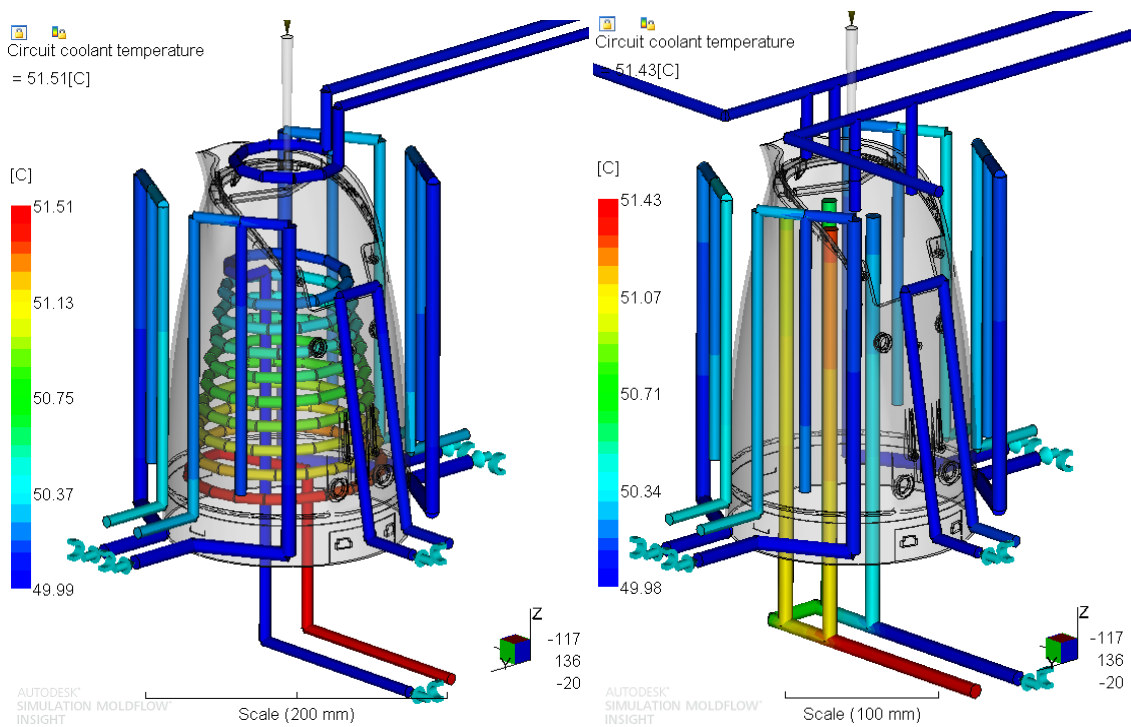 Circuit coolant temperature
= 51.51[C]
[C]
51.51
51.13
50.75
50.37
49.99
Z
-117
136
-20
AUTODESK®
SIMULATION MOLDFLOW®
INSIGHT
Scale (200 mm)
Circuit coolant temperature
= 51.43[C]
[C]
51.43
51.07
50.71
50.34
49.98
Z
-117
136
-20
AUTODESK®
SIMULATION MOLDFLOW®
INSIGHT
Scale (100 mm)